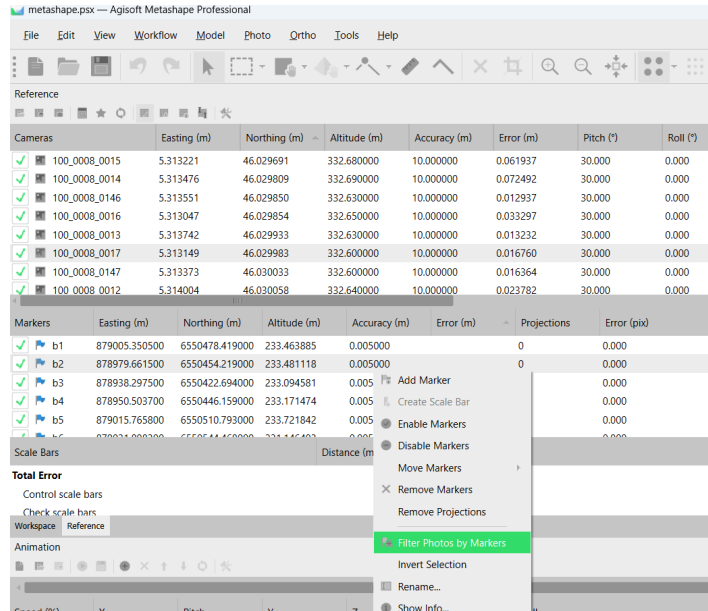 metashape.psx — Agisoft Metashape Professional
File Edit View Workflow Model Photo Ortho Tools Help
Reference
Cameras Easting (m) Northing (m) Altitude (m) Accuracy (m) Error (m) Pitch (°) Roll (°)
100_0008_0015 5.313221 46.029691 332.680000 10.000000 0.061937 30.000 0.000
100_0008_0014 5.313476 46.029809 332.690000 10.000000 0.072492 30.000 0.000
100_0008_0146 5.313551 46.029850 332.630000 10.000000 0.012937 30.000 0.000
100_0008_0016 5.313047 46.029854 332.650000 10.000000 0.033297 30.000 0.000
100_0008_0013 5.313742 46.029933 332.630000 10.000000 0.013232 30.000 0.000
100_0008_0017 5.313149 46.029983 332.600000 10.000000 0.016760 30.000 0.000
100_0008_0147 5.313373 46.030033 332.600000 10.000000 0.016364 30.000 0.000
100_0008_0012 5.314004 46.030058 332.640000 10.000000 0.023782 30.000 0.000
Markers Easting (m) Northing (m) Altitude (m) Accuracy (m) Error (m) Projections Error (pix)
b1 879005.350500 6550478.419000 233.463885 0.005000 0 0.000
b2 878979.661500 6550454.219000 233.481118 0.005000 0 0.000
b3 878938.297500 6550422.694000 233.094581 0.005 0.000
b4 878950.503700 6550446.159000 233.171474 0.005 0.000
b5 879015.765800 6550510.793000 233.721842 0.005 0.000
Add Marker
Create Scale Bar
Enable Markers
Disable Markers
Move Markers
Remove Markers
Remove Projections
Filter Photos by Markers
Invert Selection
Rename...
Show Info...
Scale Bars Distance (m
Total Error
Control scale bars
Check scale bars
Workspace Reference
Animation